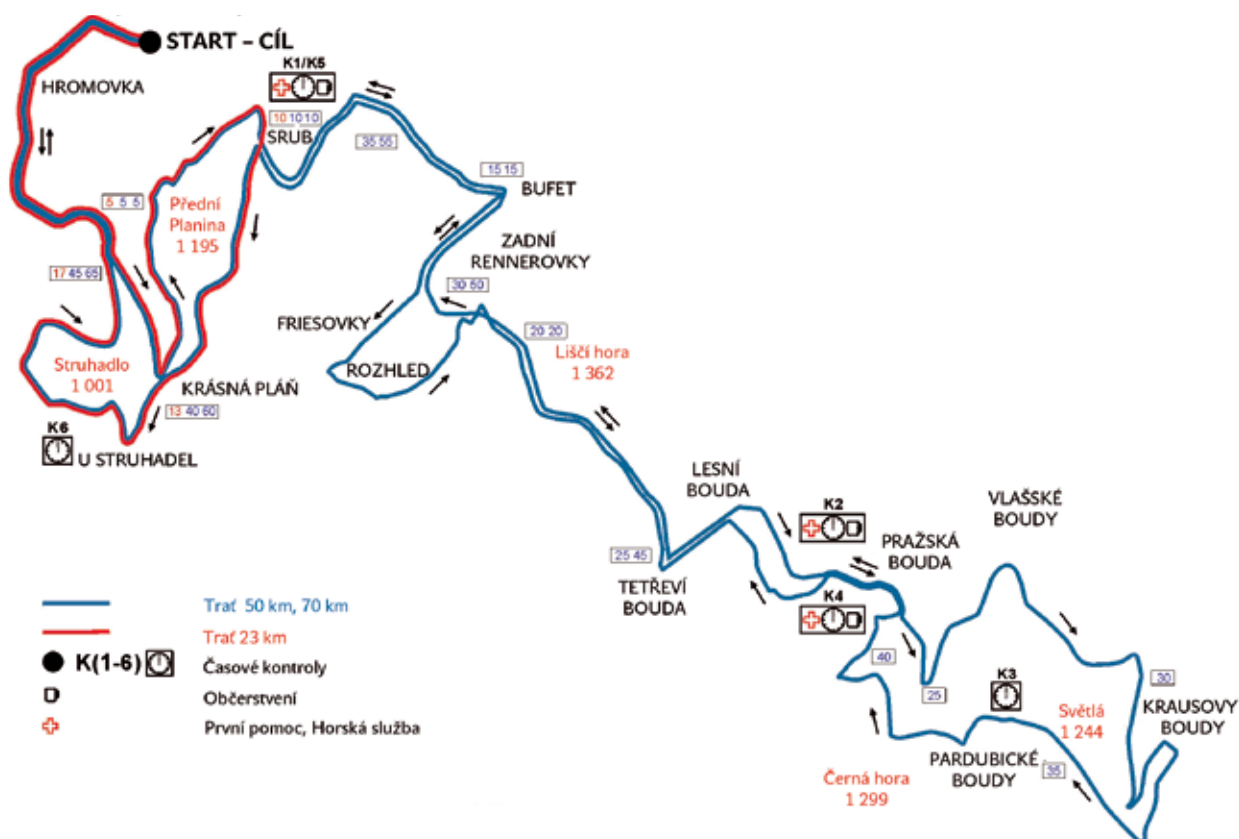 START – CÍL
HROMOVKA
K1/K5
10 10 10
SRUB
35 55
15 15
BUFET
5 5 5
Přední
Planina
1 195
ZADNÍ
RENNEROVKY
17 45 65
30 50
FRIESOVKY
20 20
Liščí hora
1 362
Struhadlo
1 001
ROZHLED
KRÁSNÁ PLÁŇ
13 40 60
K6
U STRUHADEL
LESNÍ
BOUDA
VLAŠSKÉ
BOUDY
K2
PRAŽSKÁ
BOUDA
25 45
TETŘEVÍ
BOUDA
K4
40
25
K3
30
KRAUSOVY
BOUDY
Světlá
1 244
PARDUBICKÉ
BOUDY
35
Černá hora
1 299
Trať 50 km, 70 km
Trať 23 km
K(1-6)
Časové kontroly
Občerstvení
První pomoc, Horská služba